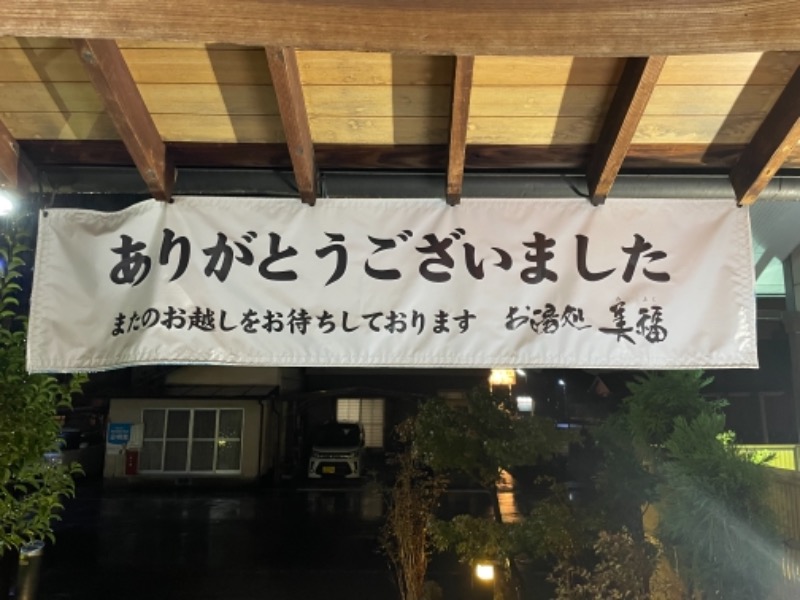 ありがとうございました
またのお越しをお待ちしております お湯処 美福